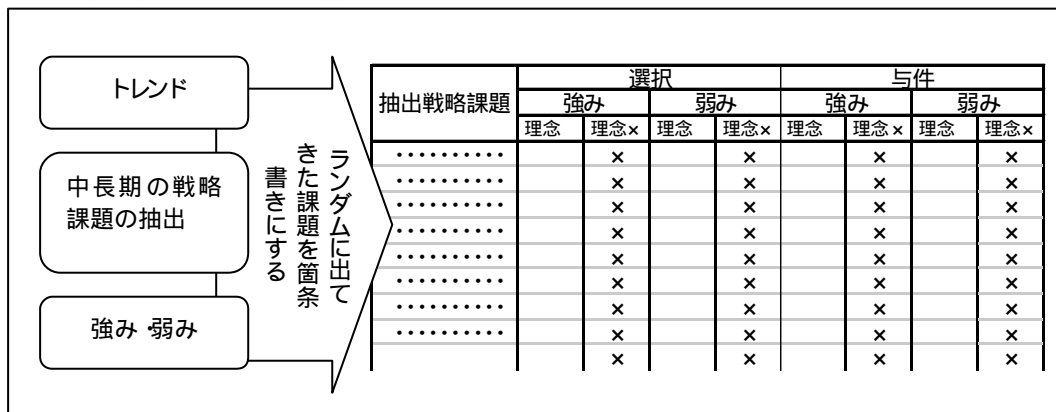 トレンド
中長期の戦略
課題の抽出
強み・弱み
ランダムに出て
きた課題を箇条
書きにする
抽出戦略課題 選択 与件
強み 弱み 強み 弱み
理念 理念× 理念 理念× 理念 理念× 理念 理念×
・・・・・・・・・・ × × × ×
・・・・・・・・・・ × × × ×
・・・・・・・・・・ × × × ×
・・・・・・・・・・ × × × ×
・・・・・・・・・・ × × × ×
・・・・・・・・・・ × × × ×
・・・・・・・・・・ × × × ×
・・・・・・・・・・ × × × ×
× × × ×